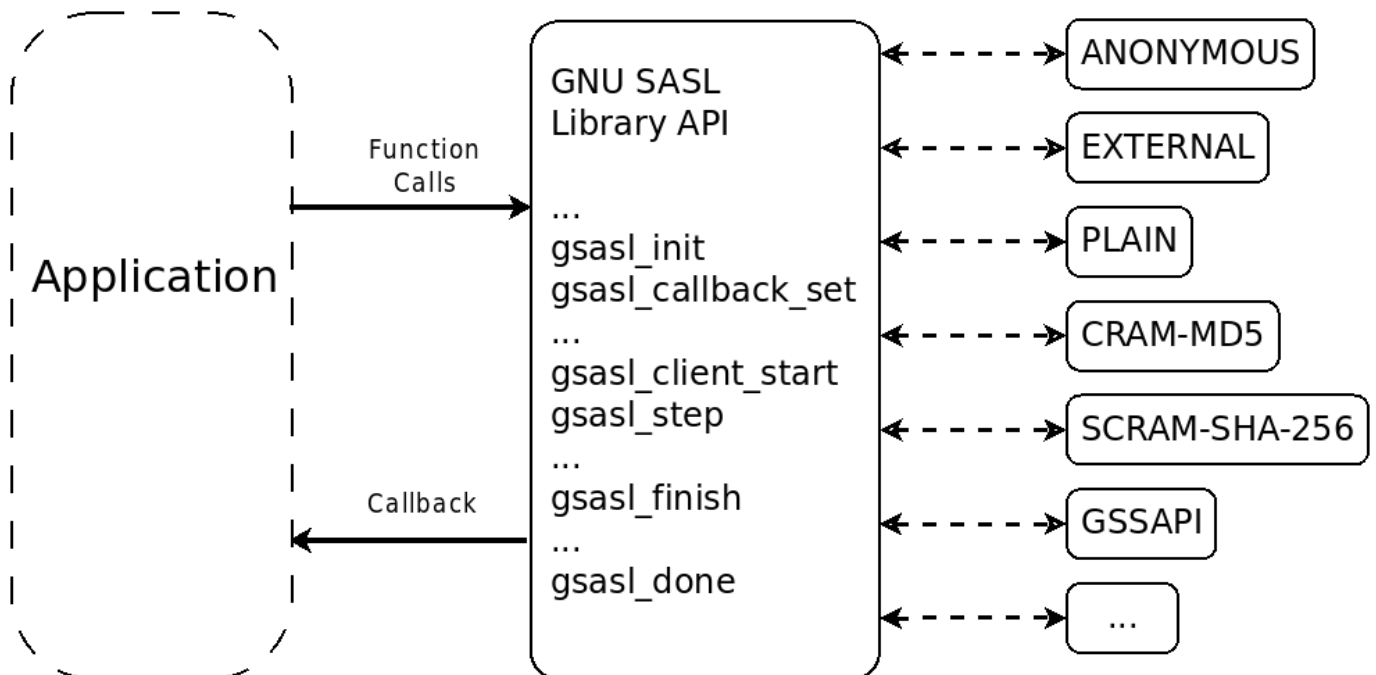 Application
Function
Calls
Callback
GNU SASL
Library API
...
gsasl_init
gsasl_callback_set
...
gsasl_client_start
gsasl_step
...
gsasl_finish
...
gsasl_done
ANONYMOUS
EXTERNAL
PLAIN
CRAM-MD5
SCRAM-SHA-256
GSSAPI
...